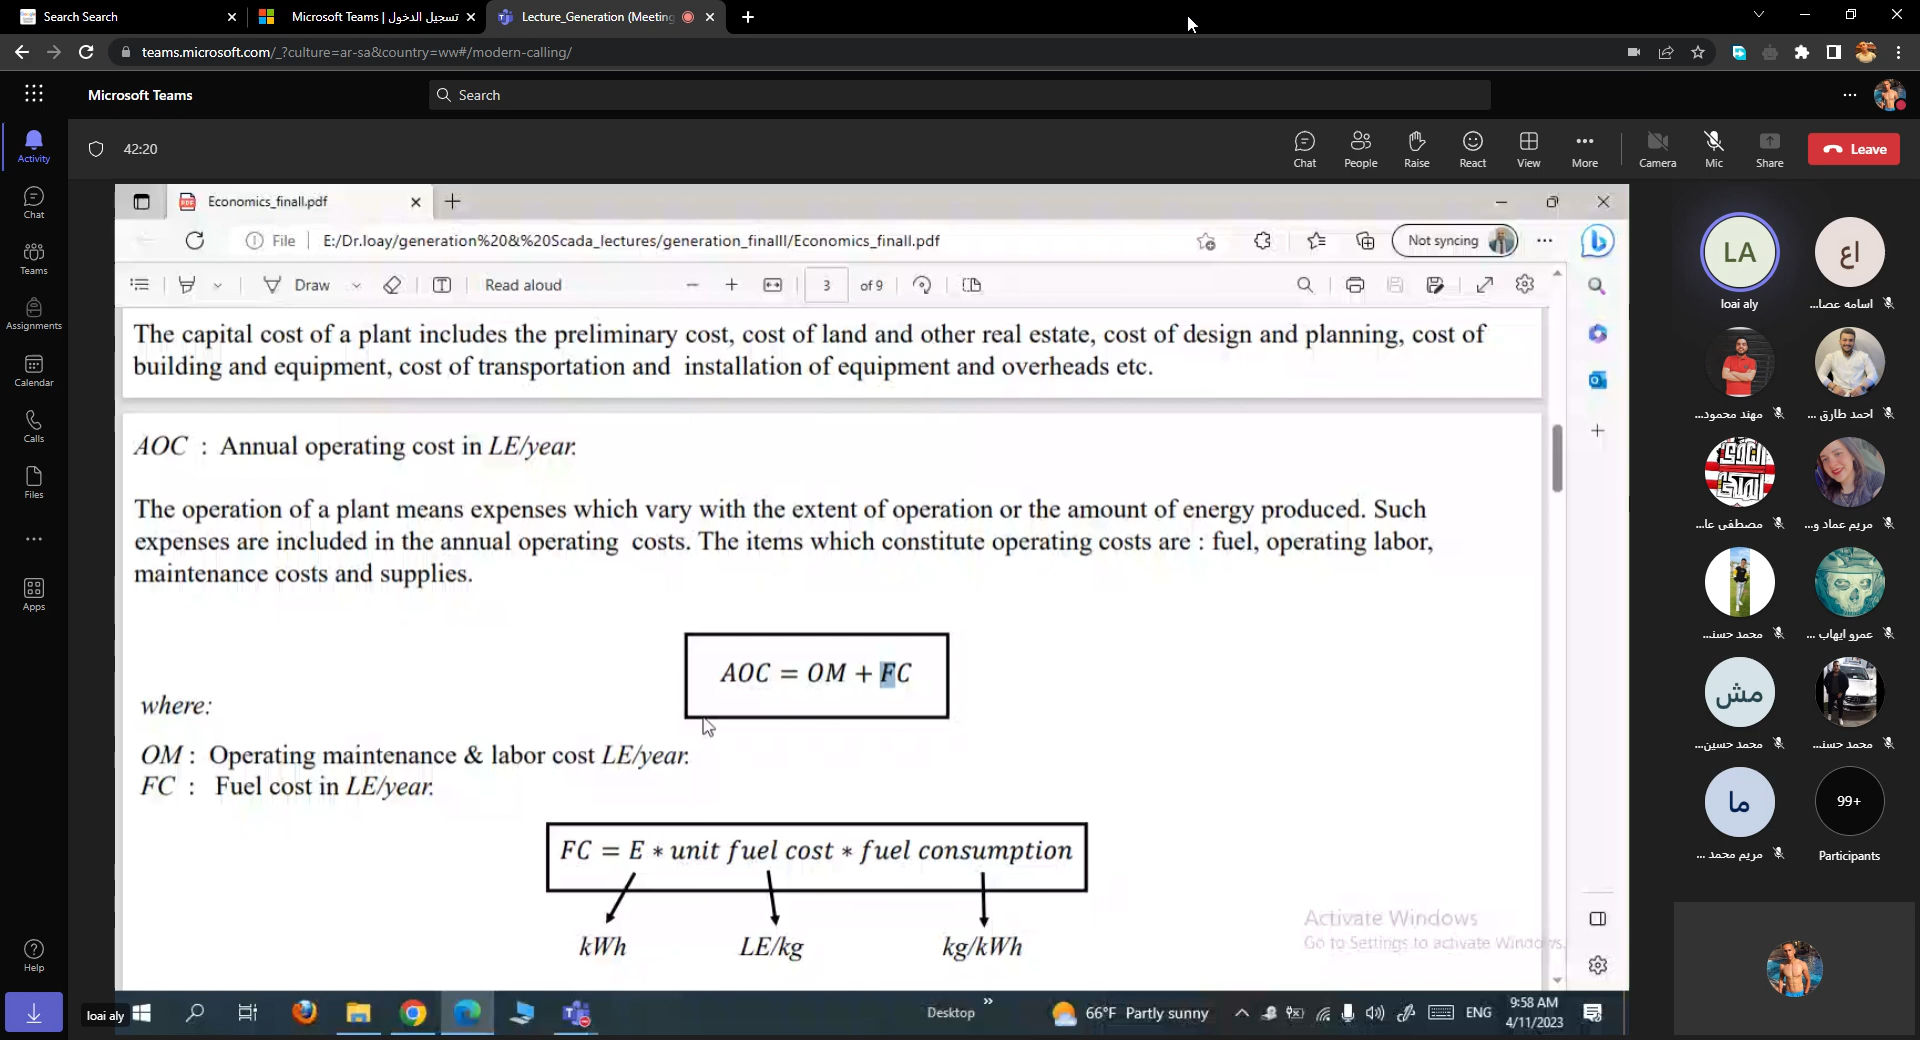 Search Search
Microsoft Teams | تسجيل الدخول
Lecture_Generation (Meeting
teams.microsoft.com/_?culture=ar-sa&country=ww#/modern-calling/
Microsoft Teams
Search
42:20
Chat
People
Raise
React
View
More
Camera
Mic
Share
Leave
Activity
Chat
Teams
Assignments
Calendar
Calls
Files
Apps
Help
Economics_finall.pdf
File
E:/Dr.loay/generation%20&%20Scada_lectures/generation_finalll/Economics_finall.pdf
Not syncing
Draw
Read aloud
3
of 9
The capital cost of a plant includes the preliminary cost, cost of land and other real estate, cost of design and planning, cost of
building and equipment, cost of transportation and installation of equipment and overheads etc.
AOC : Annual operating cost in LE/year.
The operation of a plant means expenses which vary with the extent of operation or the amount of energy produced. Such
expenses are included in the annual operating costs. The items which constitute operating costs are : fuel, operating labor,
maintenance costs and supplies.
AOC = OM + FC
where:
OM : Operating maintenance & labor cost LE/year.
FC : Fuel cost in LE/year.
FC = E * unit fuel cost * fuel consumption
kWh
LE/kg
kg/kWh
Activate Windows
Go to Settings to activate Windows.
LA
loai aly
اع
اسامه عصا...
مهند محمود...
احمد طارق ...
مصطفى عا...
مريم عماد و...
محمد حسنـ...
عمرو ايهاب ...
مش
محمد حسين...
محمد حسنـ...
ما
مريم محمد ...
99+
Participants
loai aly
Desktop
66°F Partly sunny
ENG
9:58 AM
4/11/2023